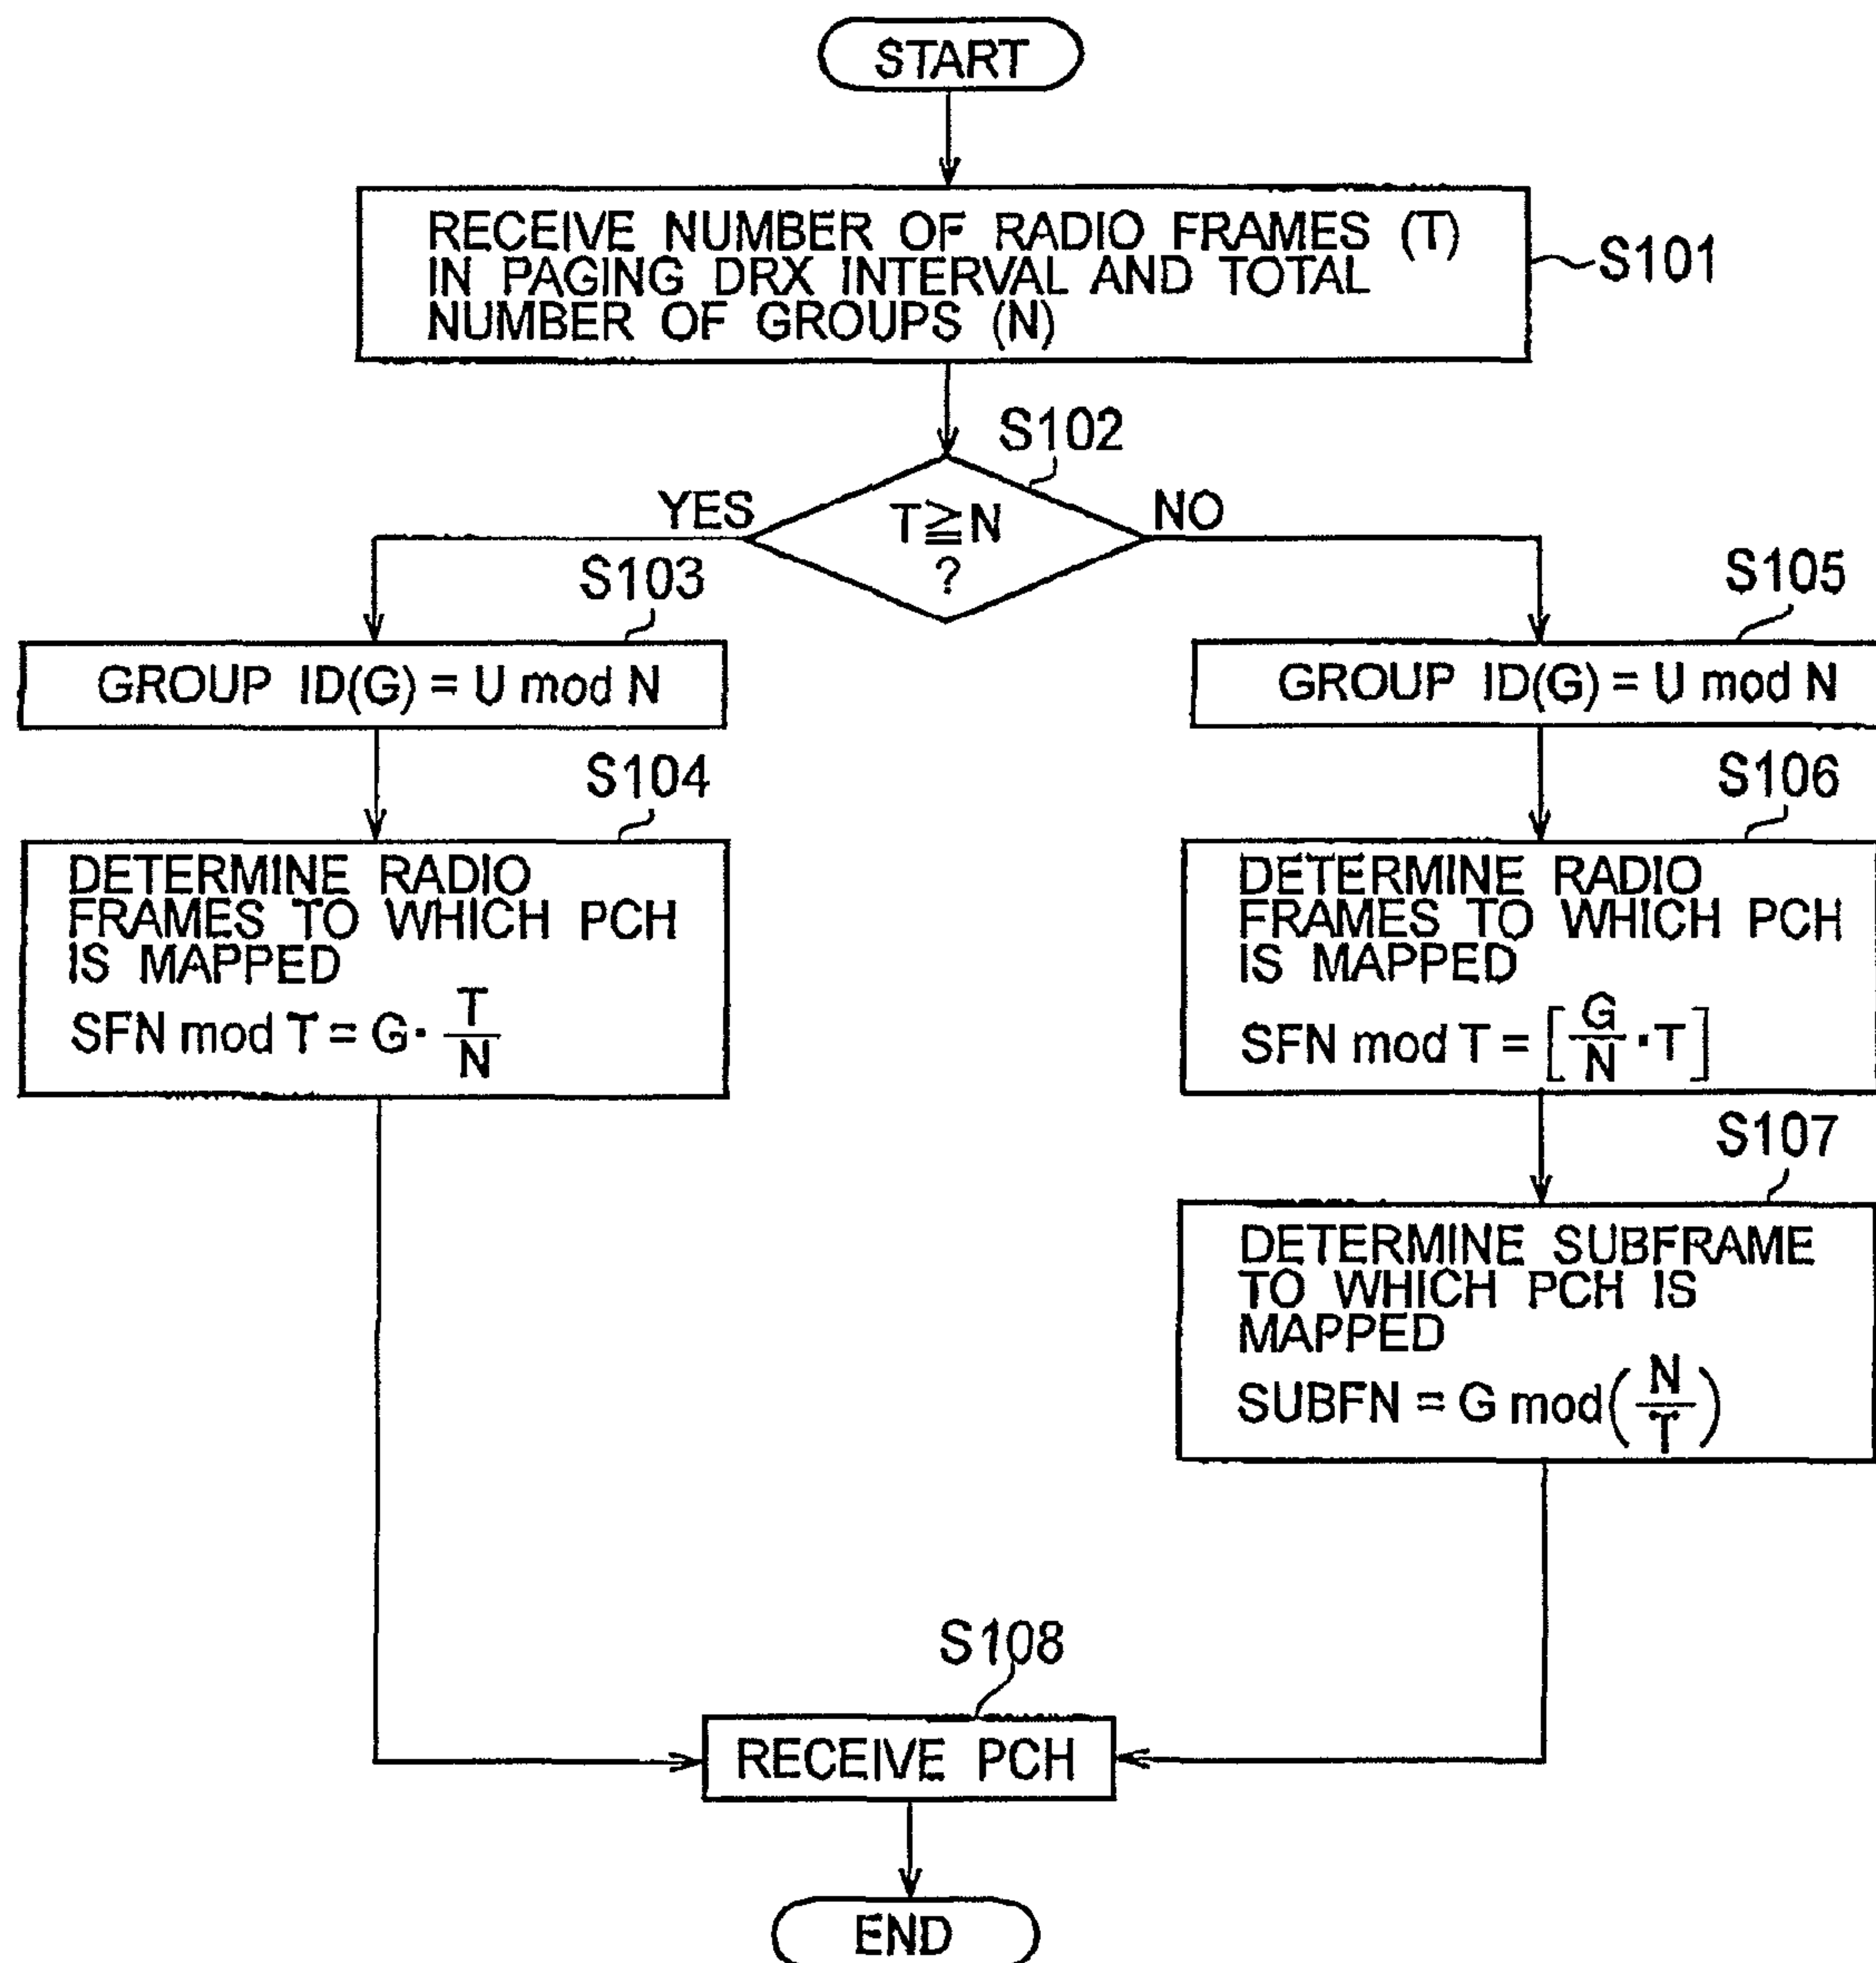 START
RECEIVE NUMBER OF RADIO FRAMES (T)
IN PAGING DRX INTERVAL AND TOTAL
NUMBER OF GROUPS (N)
S101
S102
YES
T≧N
?
NO
S103
GROUP ID(G) = U mod N
S104
DETERMINE RADIO
FRAMES TO WHICH PCH
IS MAPPED
SFN mod T = G · T/N
S105
GROUP ID(G) = U mod N
S106
DETERMINE RADIO
FRAMES TO WHICH PCH
IS MAPPED
SFN mod T = [G/N · T]
S107
DETERMINE SUBFRAME
TO WHICH PCH IS
MAPPED
SUBFN = G mod(N/T)
S108
RECEIVE PCH
END